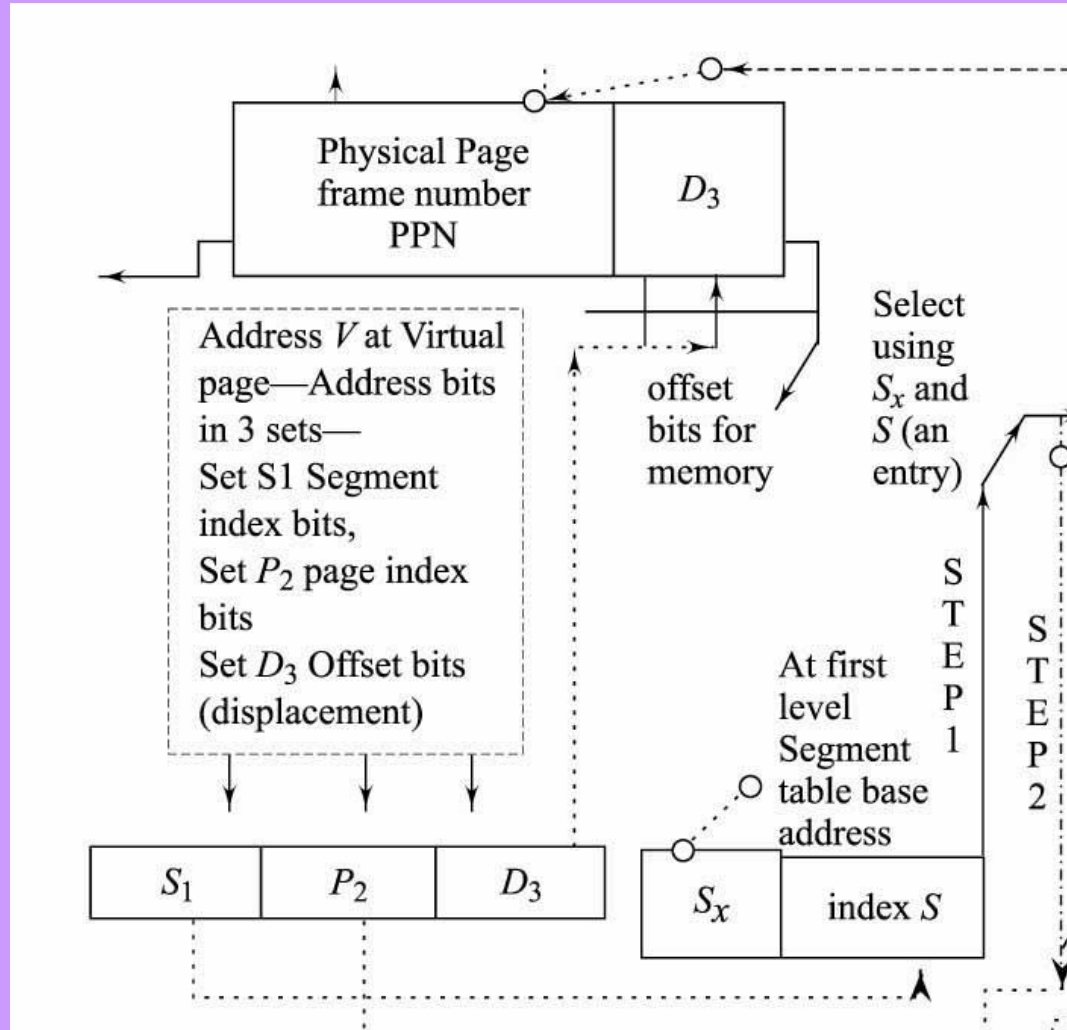 Physical Page
frame number
PPN
D3
Address V at Virtual
page—Address bits
in 3 sets—
Set S1 Segment
index bits,
Set P2 page index
bits
Set D3 Offset bits
(displacement)
offset
bits for
memory
Select
using
Sx and
S (an
entry)
STEP1
STEP2
At first
level
Segment
table base
address
S1
P2
D3
Sx
index S